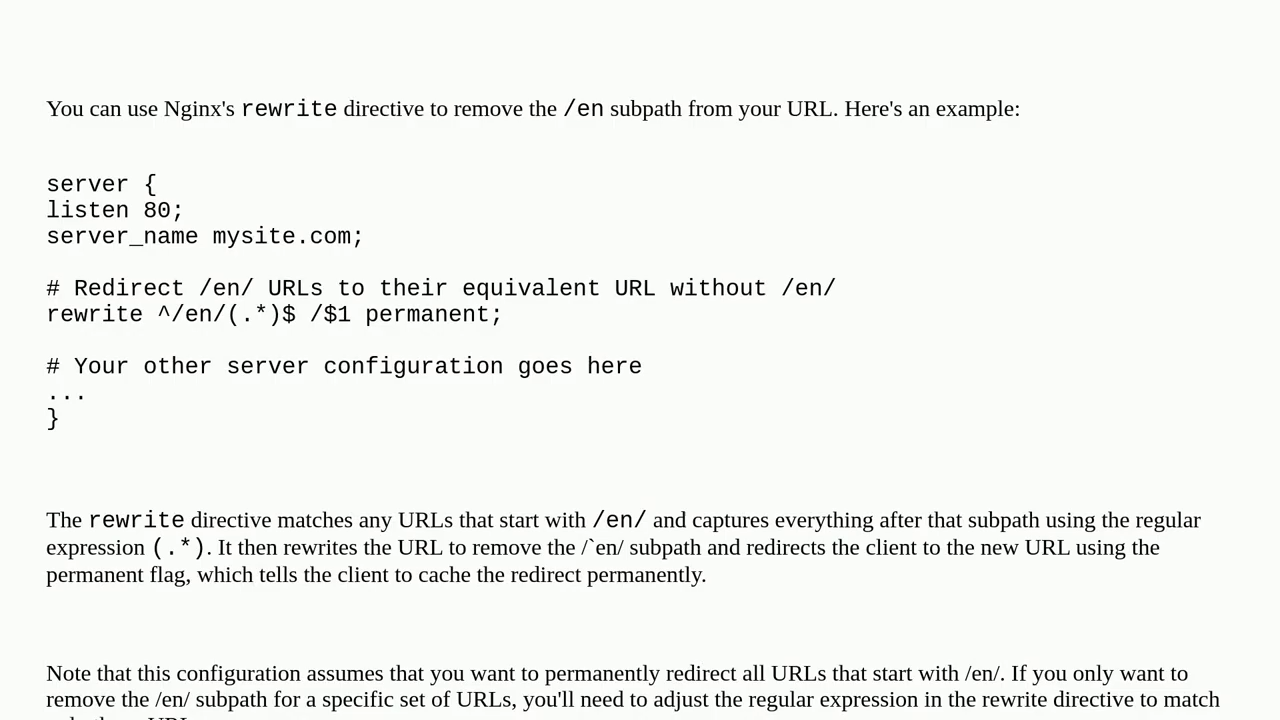 You can use Nginx's rewrite directive to remove the /en subpath from your URL. Here's an example:
server {
listen 80;
server_name mysite.com;
# Redirect /en/ URLs to their equivalent URL without /en/
rewrite ^/en/(.*)$ /$1 permanent;
# Your other server configuration goes here
...
}
The rewrite directive matches any URLs that start with /en/ and captures everything after that subpath using the regular
expression (.*). It then rewrites the URL to remove the /`en/ subpath and redirects the client to the new URL using the
permanent flag, which tells the client to cache the redirect permanently.
Note that this configuration assumes that you want to permanently redirect all URLs that start with /en/. If you only want to
remove the /en/ subpath for a specific set of URLs, you'll need to adjust the regular expression in the rewrite directive to match